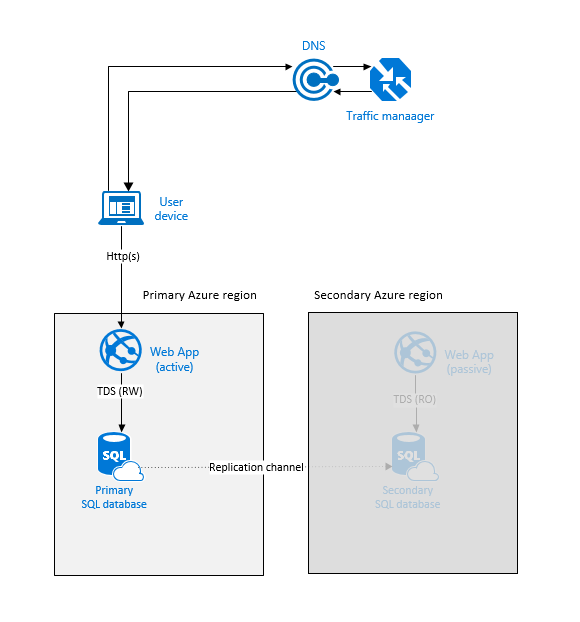 DNS
Traffic manaager
User
device
Http(s)
Primary Azure region
Secondary Azure region
Web App
(active)
Web App
(passive)
TDS (RW)
TDS (RO)
SQL
SQL
Replication channel
Primary
SQL database
Secondary
SQL database